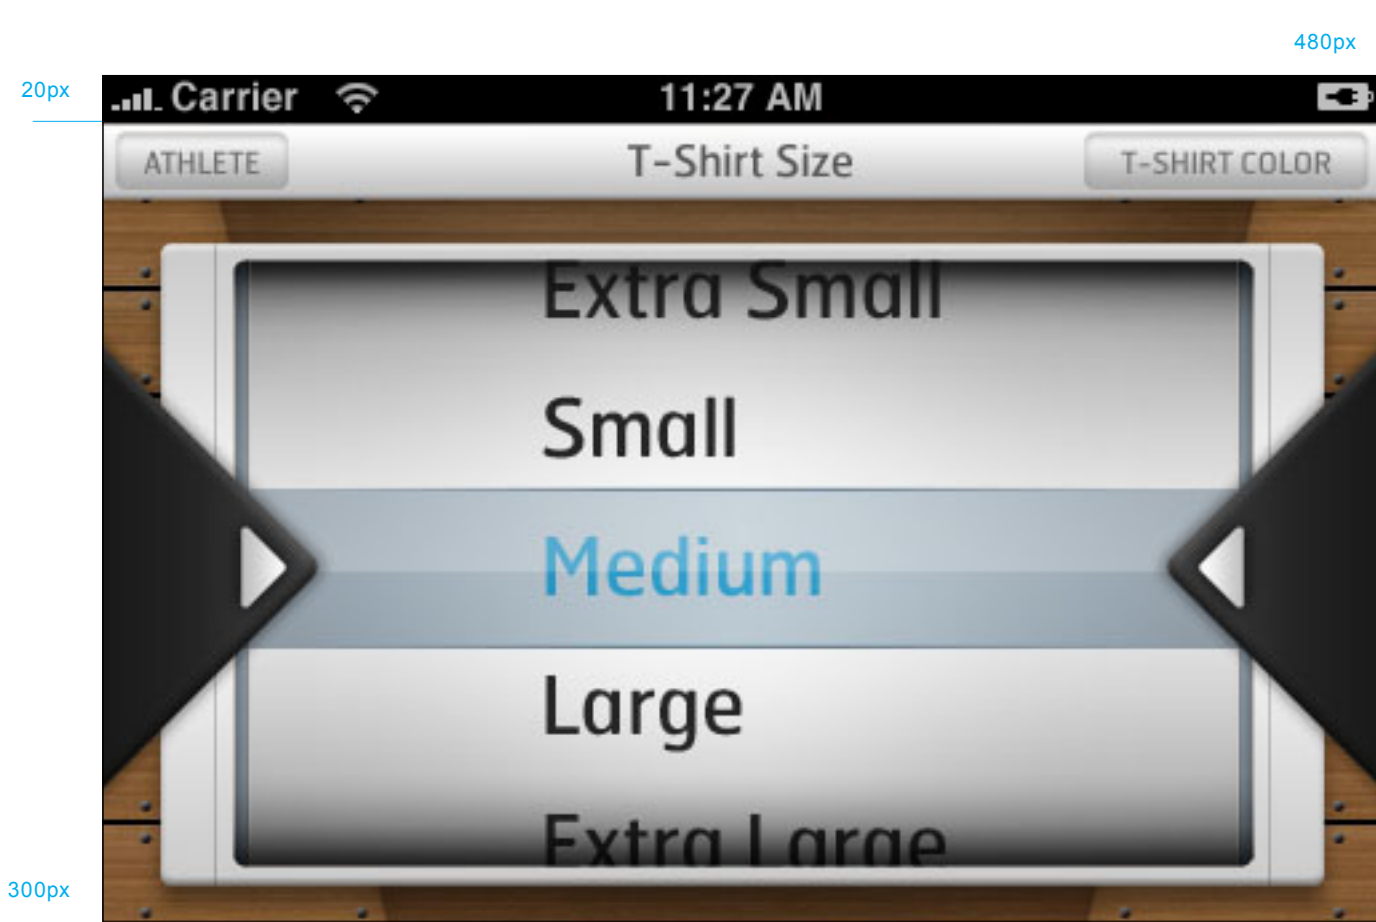 480px
20px
Carrier 11:27 AM
ATHLETE T-Shirt Size T-SHIRT COLOR
Extra Small
Small
Medium
Large
Extra Large
300px